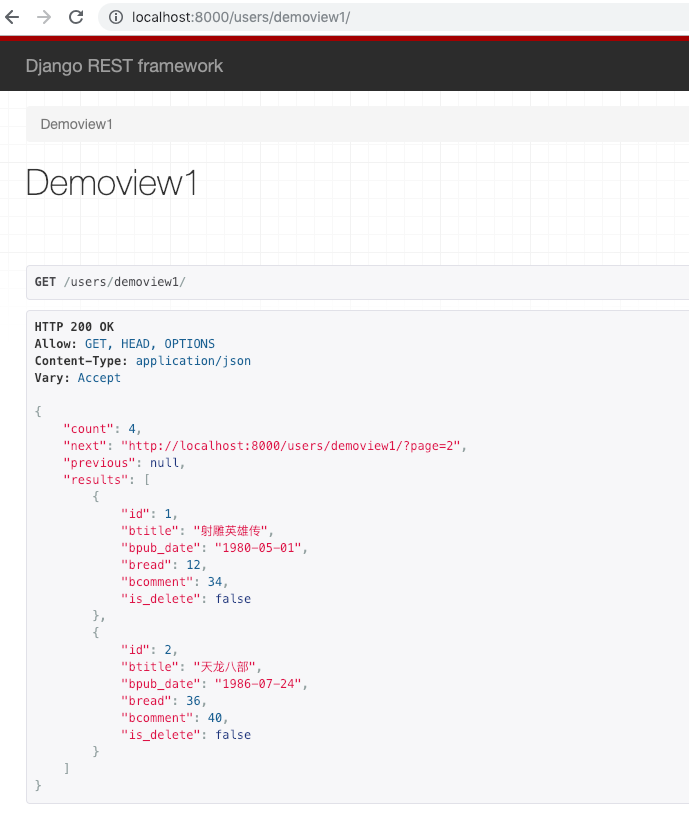 localhost:8000/users/demoview1/
Django REST framework
Demoview1
Demoview1
GET /users/demoview1/
HTTP 200 OK
Allow: GET, HEAD, OPTIONS
Content-Type: application/json
Vary: Accept
{
    "count": 4,
    "next": "http://localhost:8000/users/demoview1/?page=2",
    "previous": null,
    "results": [
        {
            "id": 1,
            "btitle": "射雕英雄传",
            "bpub_date": "1980-05-01",
            "bread": 12,
            "bcomment": 34,
            "is_delete": false
        },
        {
            "id": 2,
            "btitle": "天龙八部",
            "bpub_date": "1986-07-24",
            "bread": 36,
            "bcomment": 40,
            "is_delete": false
        }
    ]
}